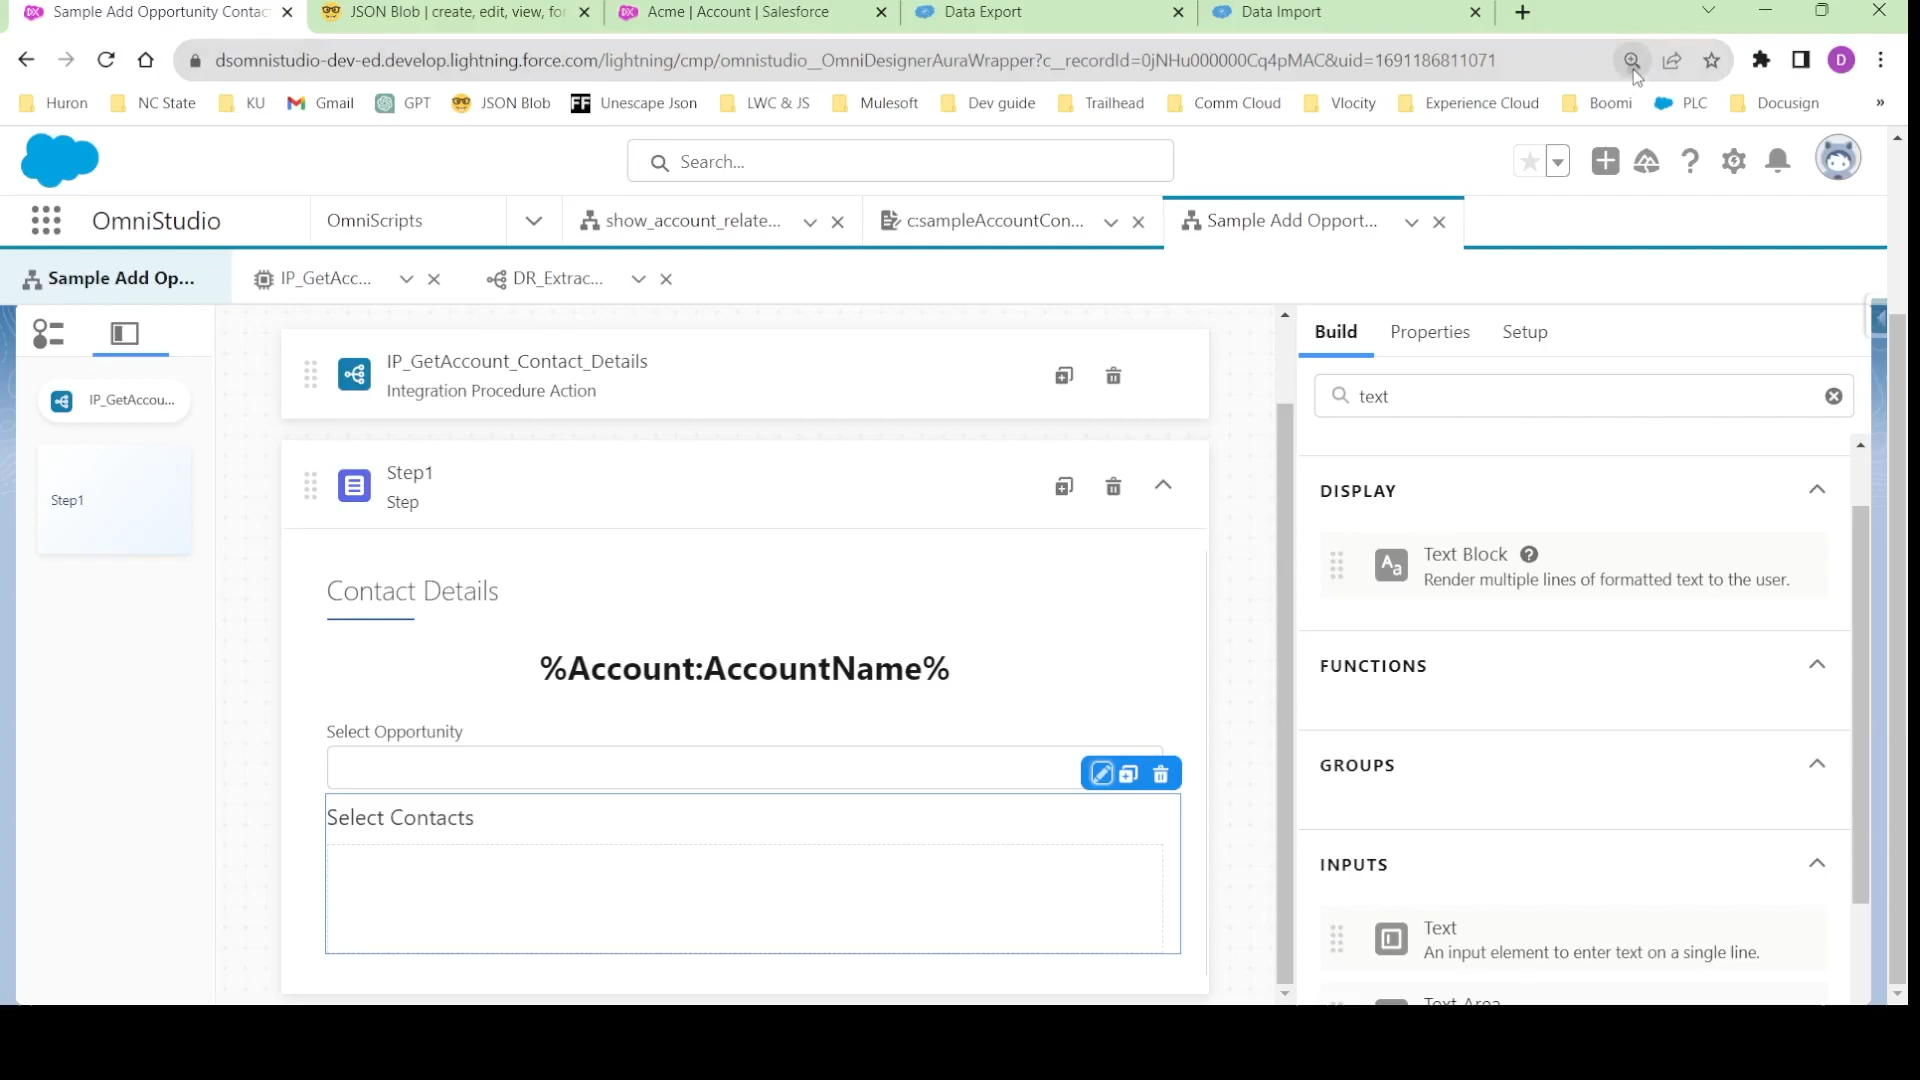 Sample Add Opportunity Contac
JSON Blob | create, edit, view, for
Acme | Account | Salesforce
Data Export
Data Import
dsomnistudio-dev-ed.develop.lightning.force.com/lightning/cmp/omnistudio__OmniDesignerAuraWrapper?c__recordId=0jNHu000000Cq4pMAC&uid=1691186811071
D
Huron
NC State
KU
Gmail
GPT
JSON Blob
FF Unescape Json
LWC & JS
Mulesoft
Dev guide
Trailhead
Comm Cloud
Vlocity
Experience Cloud
Boomi
PLC
Docusign
»
Search...
OmniStudio
OmniScripts
show_account_relate...
c:sampleAccountCon...
Sample Add Opport...
Sample Add Op...
IP_GetAcc...
DR_Extrac...
IP_GetAccou...
Step1
IP_GetAccount_Contact_Details
Integration Procedure Action
Step1
Step
Contact Details
%Account:AccountName%
Select Opportunity
Select Contacts
Build
Properties
Setup
text
DISPLAY
Aa
Text Block
Render multiple lines of formatted text to the user.
FUNCTIONS
GROUPS
INPUTS
Text
An input element to enter text on a single line.
Text Area